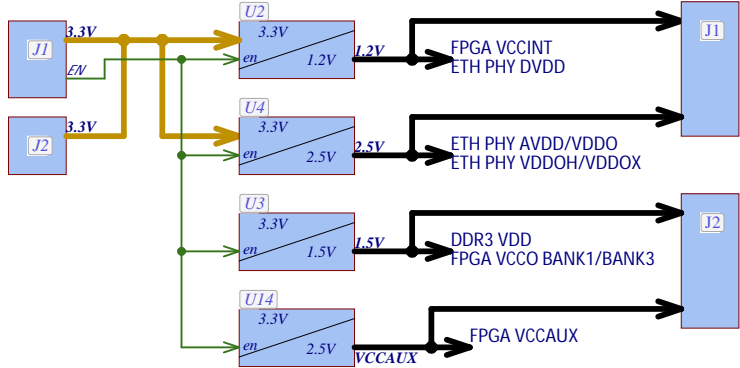 U2
3.3V
3.3V
J1
J1
EN
en
1.2V
1.2V
FPGA VCCINT
ETH PHY DVDD
U4
3.3V
3.3V
J2
2.5V
2.5V
en
ETH PHY AVDD/VDDO
ETH PHY VDDOH/VDDOX
U3
3.3V
J2
en
1.5V
1.5V
DDR3 VDD
FPGA VCCO BANK1/BANK3
U14
3.3V
en
2.5V
VCCAUX
FPGA VCCAUX